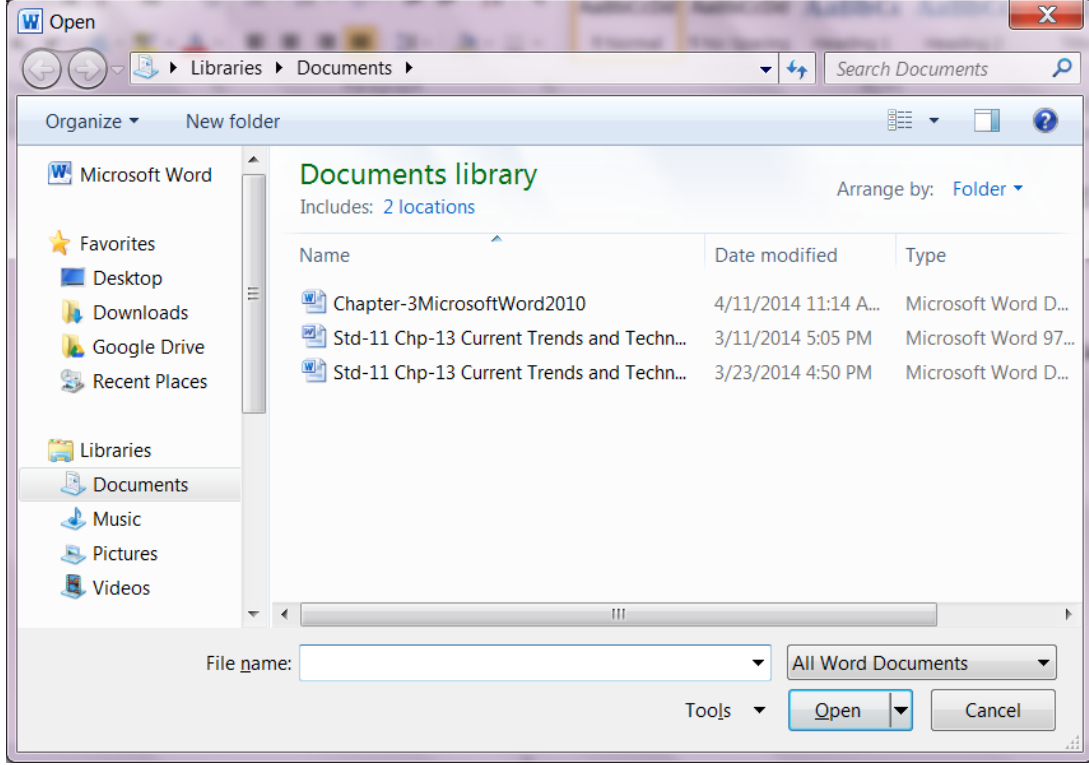 Open
Libraries Documents
Search Documents
Organize New folder
Microsoft Word
Favorites
Desktop
Downloads
Google Drive
Recent Places
Libraries
Documents
Music
Pictures
Videos
Documents library
Includes: 2 locations
Arrange by: Folder
Name Date modified Type
Chapter-3MicrosoftWord2010 4/11/2014 11:14 A... Microsoft Word D...
Std-11 Chp-13 Current Trends and Techn... 3/11/2014 5:05 PM Microsoft Word 97...
Std-11 Chp-13 Current Trends and Techn... 3/23/2014 4:50 PM Microsoft Word D...
File name: All Word Documents
Tools Open Cancel